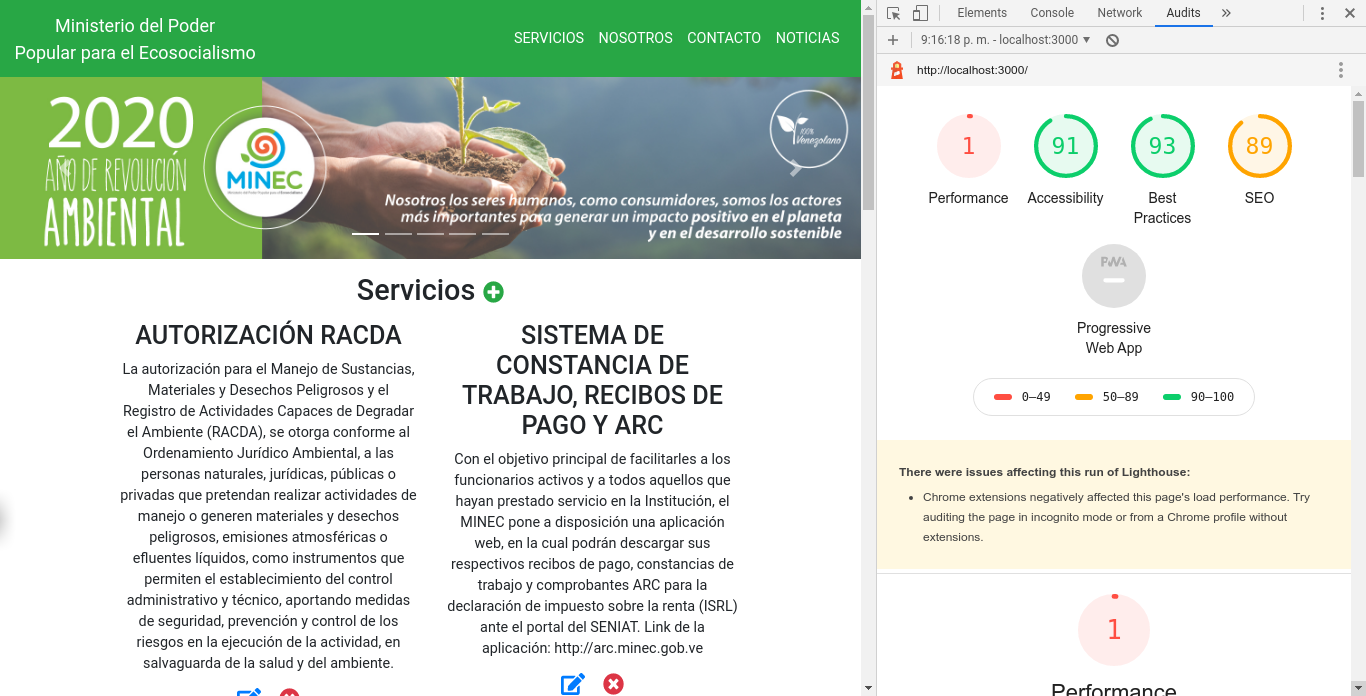 Ministerio del Poder
Popular para el Ecosocialismo
SERVICIOS NOSOTROS CONTACTO NOTICIAS
2020
AÑO DE REVOLUCIÓN
AMBIENTAL
MINEC
100%
Venezolano
Nosotros los seres humanos, como consumidores, somos los actores
más importantes para generar un impacto positivo en el planeta
y en el desarrollo sostenible
Servicios
AUTORIZACIÓN RACDA
La autorización para el Manejo de Sustancias,
Materiales y Desechos Peligrosos y el
Registro de Actividades Capaces de Degradar
el Ambiente (RACDA), se otorga conforme al
Ordenamiento Jurídico Ambiental, a las
personas naturales, jurídicas, públicas o
privadas que pretendan realizar actividades de
manejo o generen materiales y desechos
peligrosos, emisiones atmosféricas o
efluentes líquidos, como instrumentos que
permiten el establecimiento del control
administrativo y técnico, aportando medidas
de seguridad, prevención y control de los
riesgos en la ejecución de la actividad, en
salvaguarda de la salud y del ambiente.
SISTEMA DE
CONSTANCIA DE
TRABAJO, RECIBOS DE
PAGO Y ARC
Con el objetivo principal de facilitarles a los
funcionarios activos y a todos aquellos que
hayan prestado servicio en la Institución, el
MINEC pone a disposición una aplicación
web, en la cual podrán descargar sus
respectivos recibos de pago, constancias de
trabajo y comprobantes ARC para la
declaración de impuesto sobre la renta (ISRL)
ante el portal del SENIAT. Link de la
aplicación: http://arc.minec.gob.ve
Elements Console Network Audits
9:16:18 p. m. - localhost:3000
http://localhost:3000/
1
Performance
91
Accessibility
93
Best
Practices
89
SEO
PWA
Progressive
Web App
0–49 50–89 90–100
There were issues affecting this run of Lighthouse:
Chrome extensions negatively affected this page's load performance. Try
auditing the page in incognito mode or from a Chrome profile without
extensions.
1
Performance